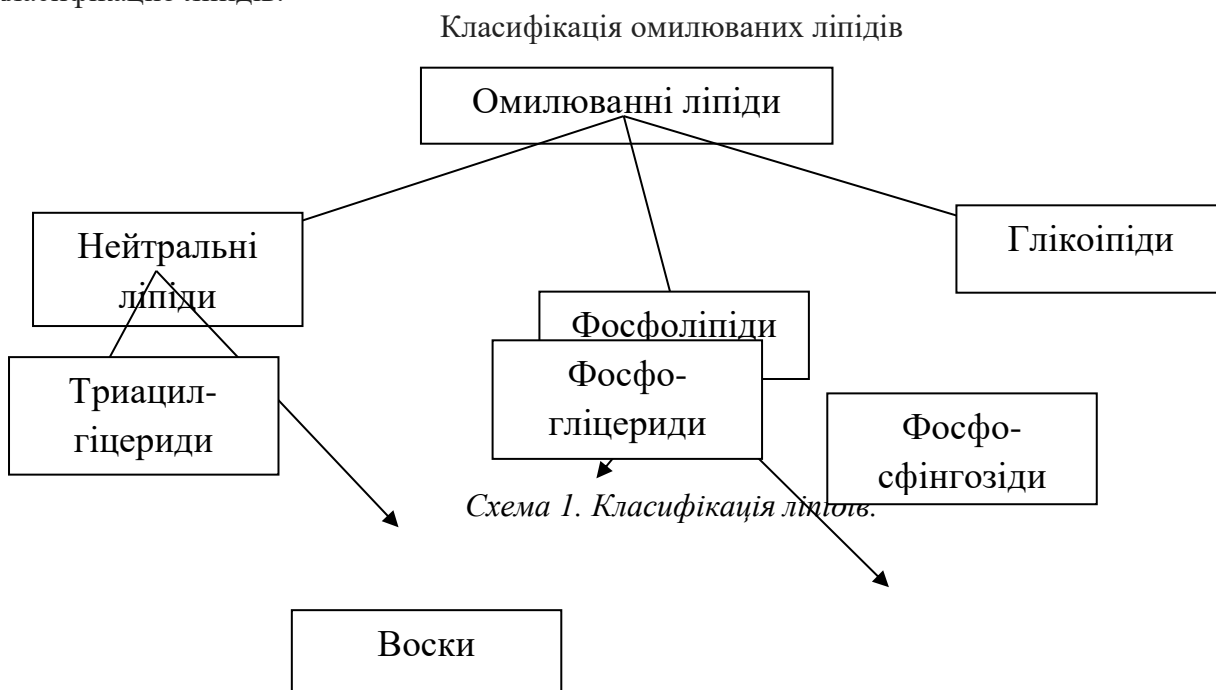 Класифікація омилюваних ліпідів
Омилюванні ліпіди
Нейтральні
ліпіди
Глікоіпіди
Фосфоліпіди
Триацил-
гіцериди
Фосфо-
гліцериди
Фосфо-
сфінгозіди
Схема 1. Класифікація ліпідів.
Воски